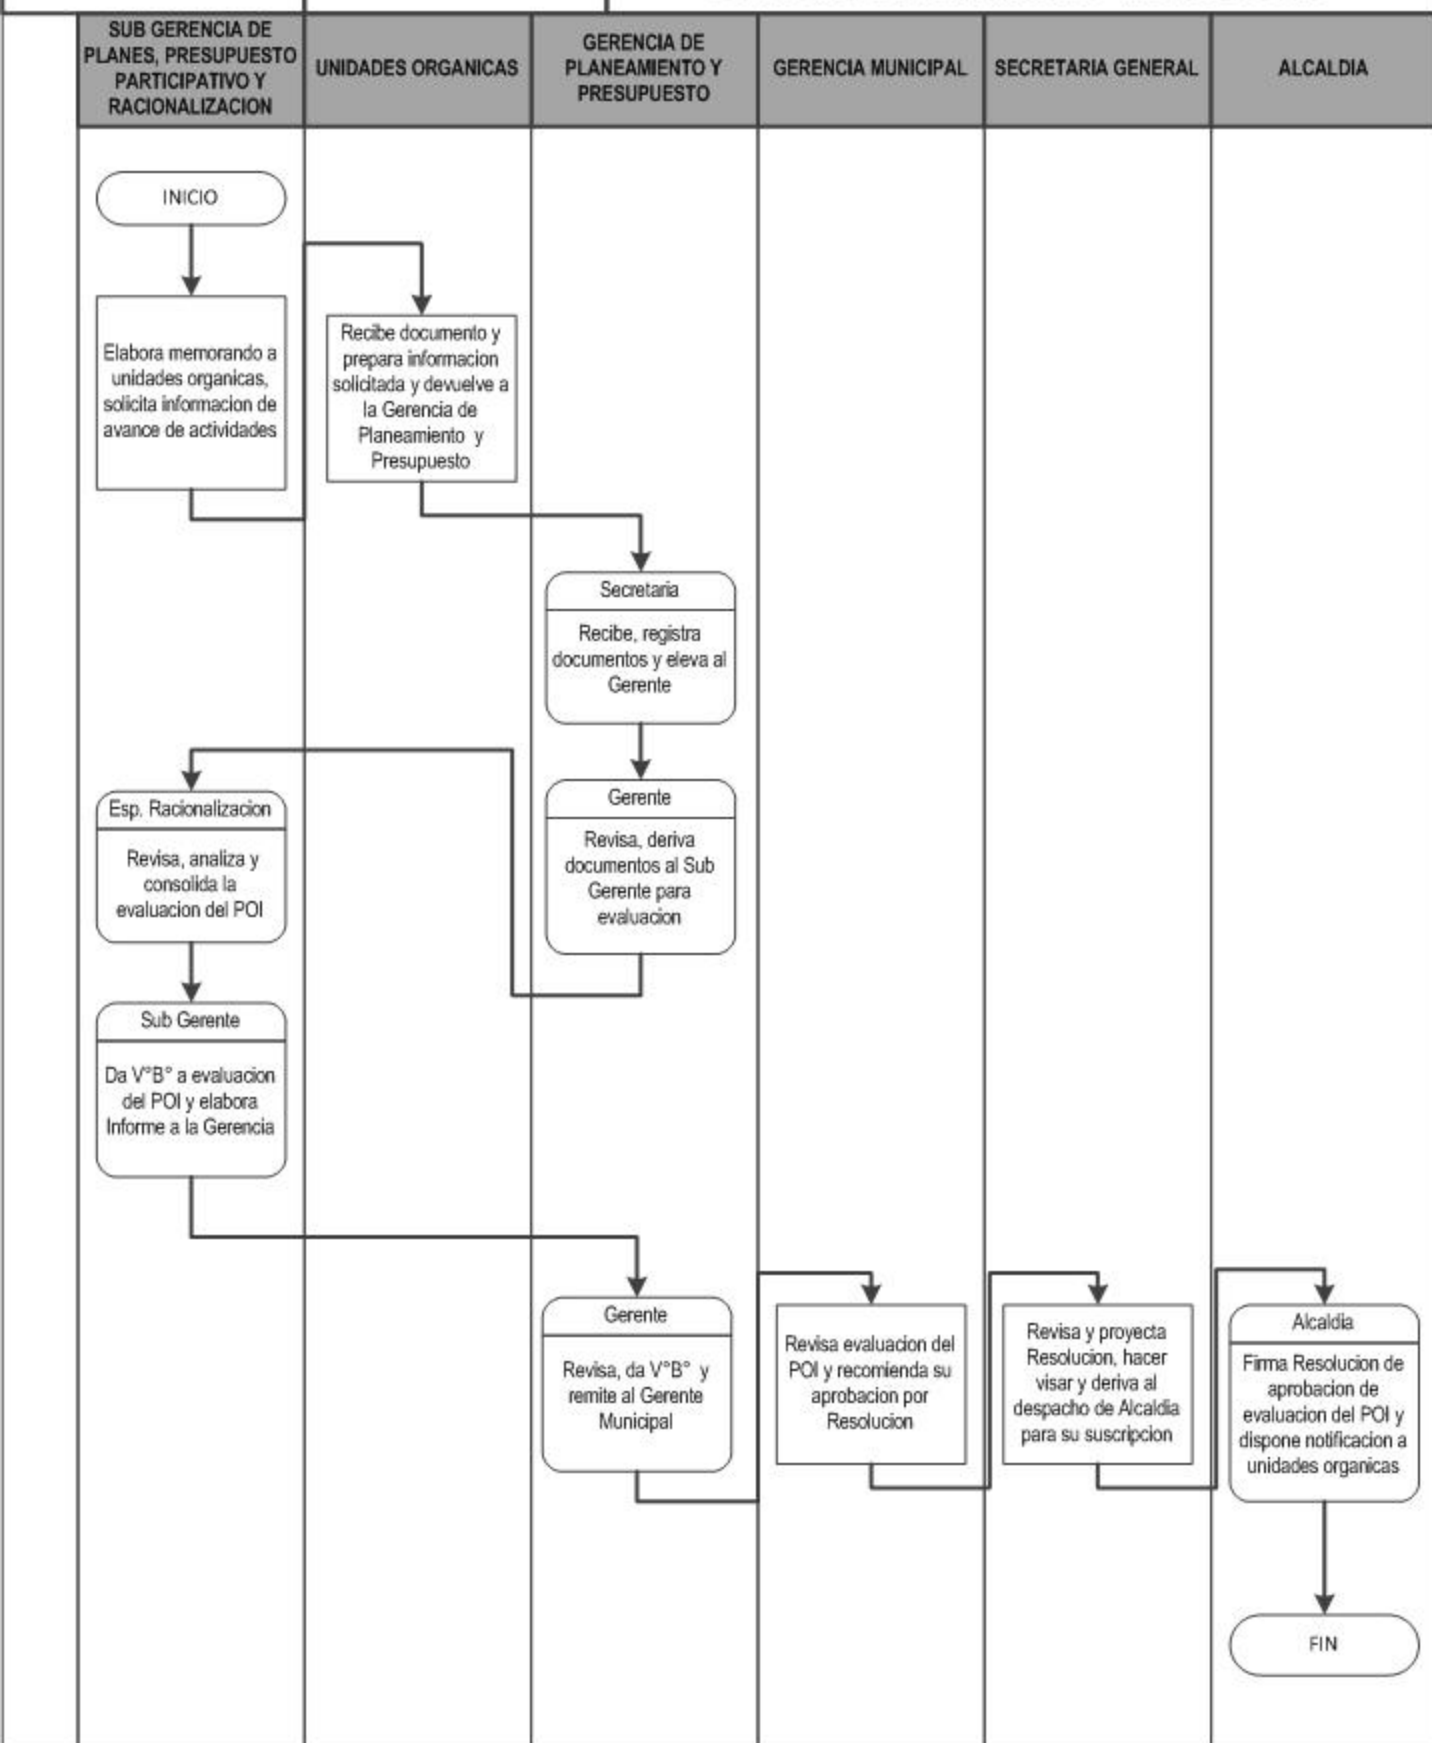 SUB GERENCIA DE
PLANES, PRESUPUESTO
PARTICIPATIVO Y
RACIONALIZACION
UNIDADES ORGANICAS
GERENCIA DE
PLANEAMIENTO Y
PRESUPUESTO
GERENCIA MUNICIPAL
SECRETARIA GENERAL
ALCALDIA
INICIO
Elabora memorando a
unidades organicas,
solicita informacion de
avance de actividades
Recibe documento y
prepara informacion
solicitada y devuelve a
la Gerencia de
Planeamiento y
Presupuesto
Secretaria
Recibe, registra
documentos y eleva al
Gerente
Gerente
Revisa, deriva
documentos al Sub
Gerente para
evaluacion
Esp. Racionalizacion
Revisa, analiza y
consolida la
evaluacion del POI
Sub Gerente
Da V°B° a evaluacion
del POI y elabora
Informe a la Gerencia
Gerente
Revisa, da V°B° y
remite al Gerente
Municipal
Revisa evaluacion del
POI y recomienda su
aprobacion por
Resolucion
Revisa y proyecta
Resolucion, hacer
visar y deriva al
despacho de Alcaldia
para su suscripcion
Alcaldia
Firma Resolucion de
aprobacion de
evaluacion del POI y
dispone notificacion a
unidades organicas
FIN